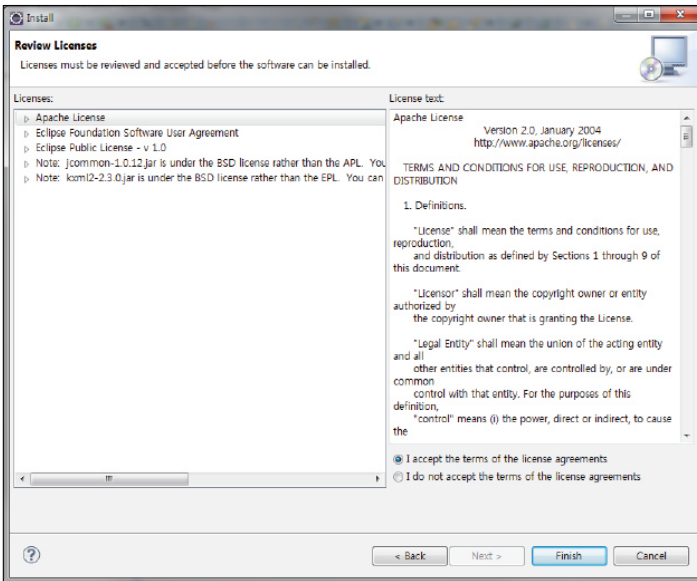 Install
Review Licenses
Licenses must be reviewed and accepted before the software can be installed.
Licenses:
Apache License
Eclipse Foundation Software User Agreement
Eclipse Public License - v 1.0
Note: jcommon-1.0.12.jar is under the BSD license rather than the APL. You
Note: kxml2-2.3.0.jar is under the BSD license rather than the EPL. You can
License text:
Apache License
Version 2.0, January 2004
http://www.apache.org/licenses/
TERMS AND CONDITIONS FOR USE, REPRODUCTION, AND
DISTRIBUTION
1. Definitions.
"License" shall mean the terms and conditions for use,
reproduction,
and distribution as defined by Sections 1 through 9 of
this document.
"Licensor" shall mean the copyright owner or entity
authorized by
the copyright owner that is granting the License.
"Legal Entity" shall mean the union of the acting entity
and all
other entities that control, are controlled by, or are under
common
control with that entity. For the purposes of this
definition,
"control" means (i) the power, direct or indirect, to cause
the
I accept the terms of the license agreements
I do not accept the terms of the license agreements
< Back
Next >
Finish
Cancel